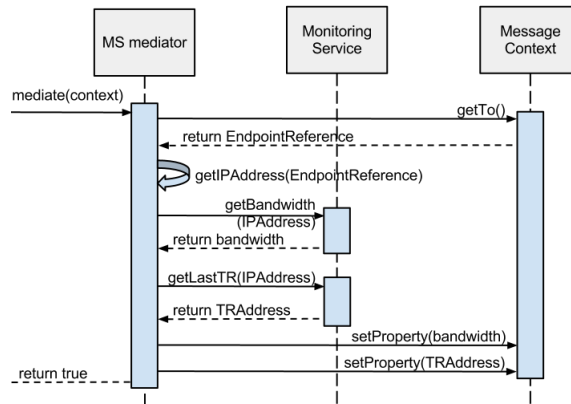 MS mediator
Monitoring
Service
Message
Context
mediate(context)
getTo()
return EndpointReference
getIPAddress(EndpointReference)
getBandwidth
(IPAddress)
return bandwidth
getLastTR(IPAddress)
return TRAddress
setProperty(bandwidth)
setProperty(TRAddress)
return true